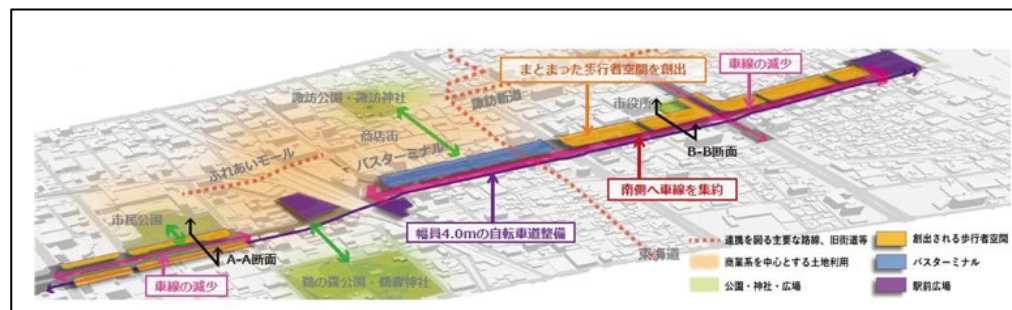 まとまった歩行者空間を創出
車線の減少
諏訪公園・諏訪神社
諏訪新道
市役所
商店街
バスターミナル
B-B断面
ふれあいモール
南側へ車線を集約
市民公園
幅員4.0mの自転車道整備
A-A断面
車線の減少
鵜の森公園・鵜森神社
東海道
連携を図る主要な路線、旧街道等
商業系を中心とする土地利用
公園・神社・広場
創出される歩行者空間
バスターミナル
駅前広場